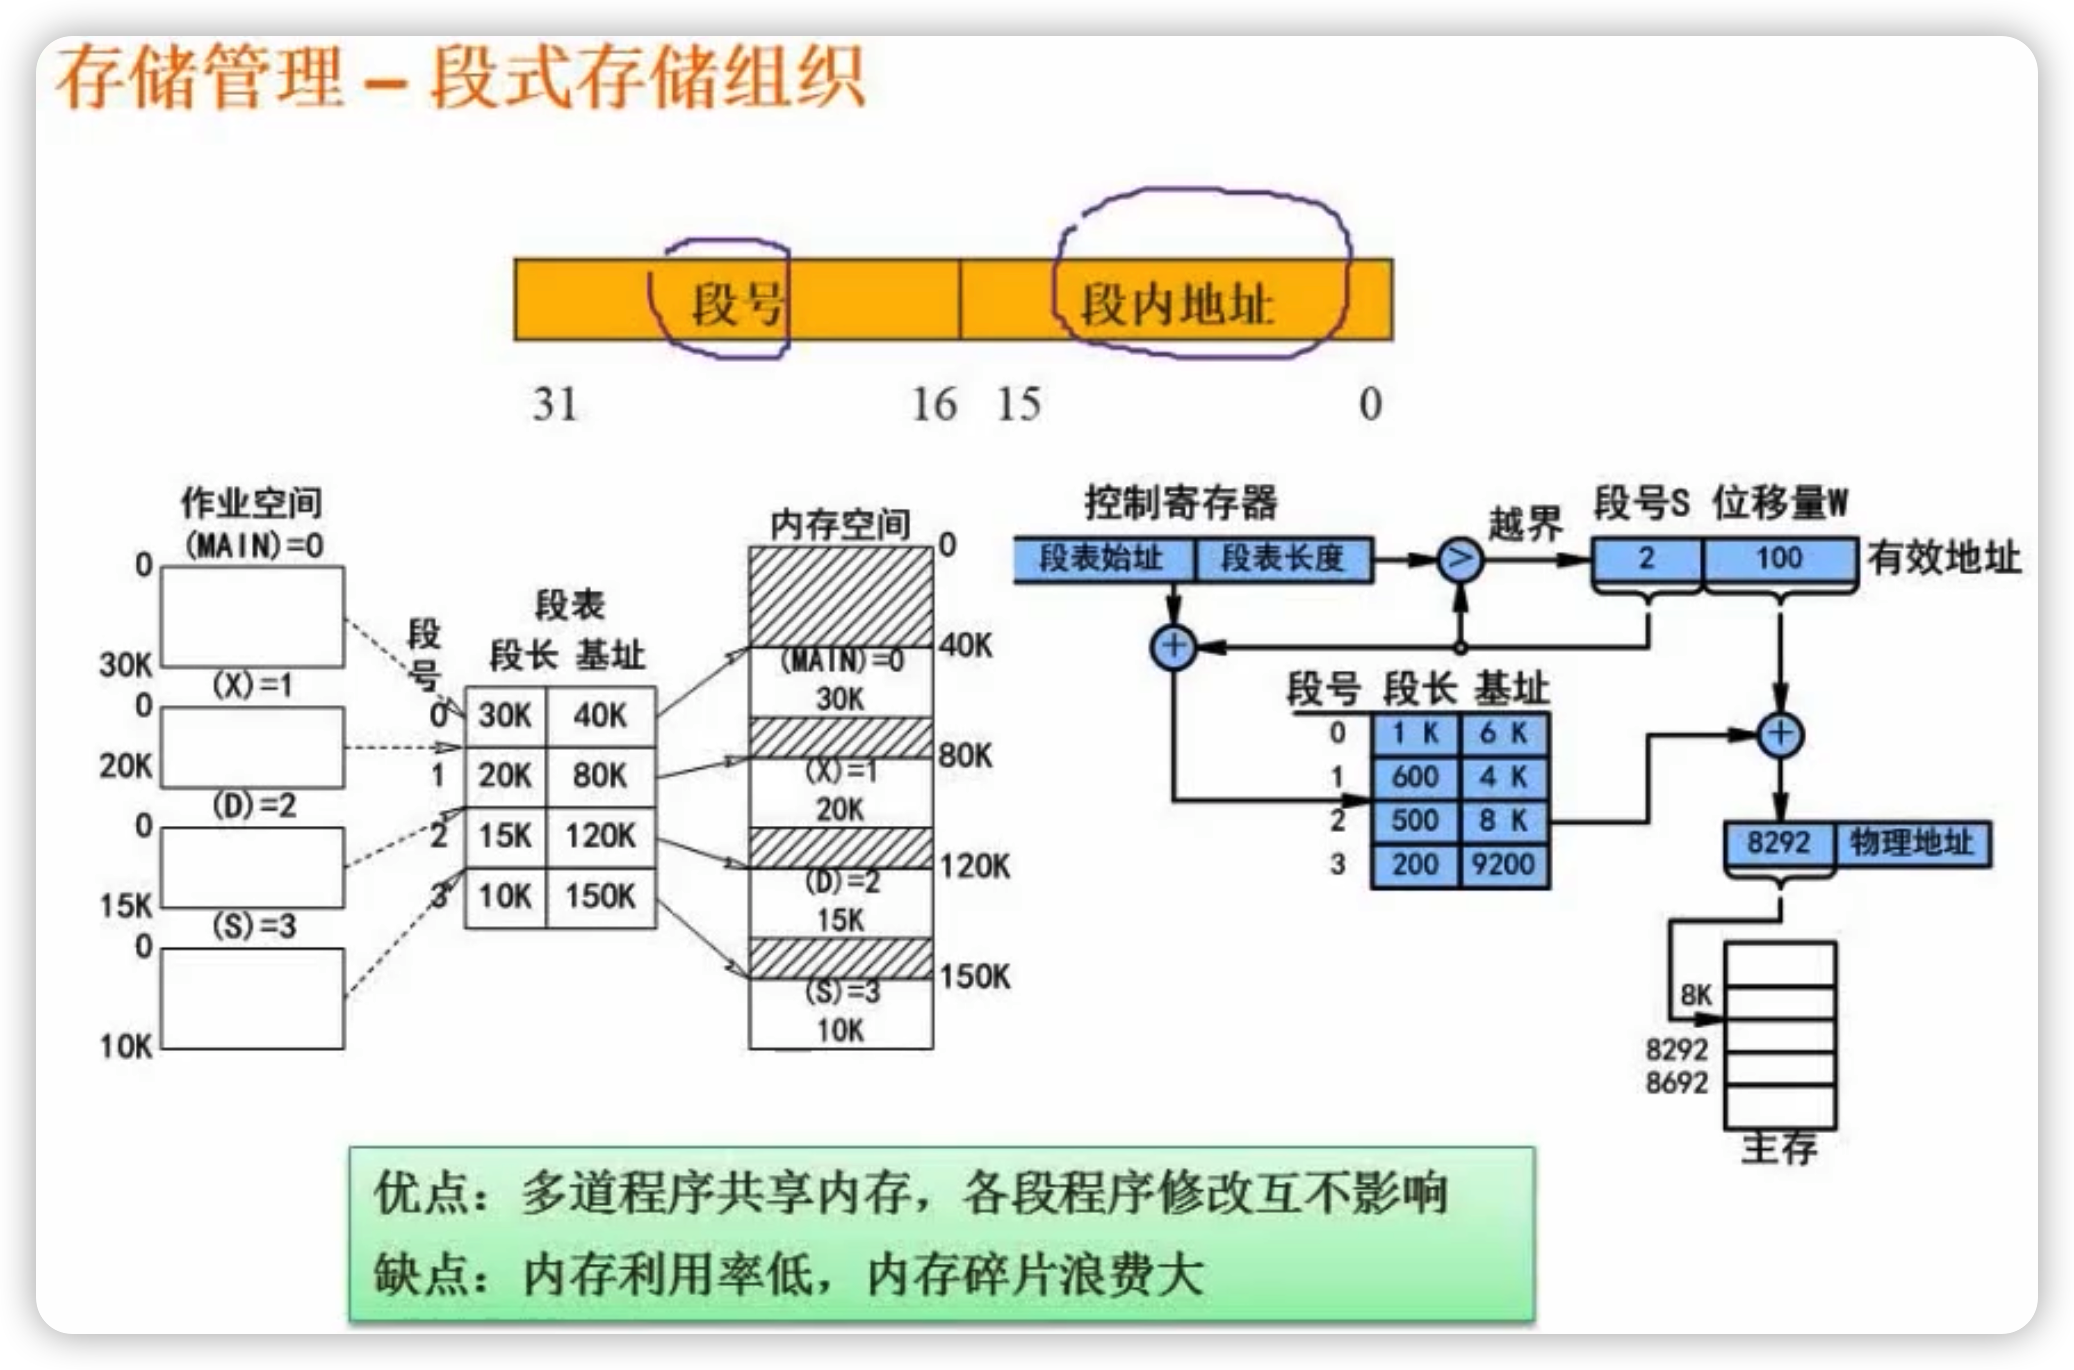 存储管理 – 段式存储组织
段号 段内地址
31 16 15 0
作业空间
(MAIN)=0
0
30K
(X)=1
0
20K
(D)=2
0
15K
(S)=3
0
10K
段号
段表
段长 基址
0 30K 40K
1 20K 80K
2 15K 120K
3 10K 150K
内存空间
0
40K
(MAIN)=0
30K
80K
(X)=1
20K
120K
(D)=2
15K
150K
(S)=3
10K
控制寄存器
段表始址 段表长度
>
越界
段号S 位移量W
2 100 有效地址
+
段号 段长 基址
0 1 K 6 K
1 600 4 K
2 500 8 K
3 200 9200
+
8292 物理地址
8K
8292
8692
主存
优点：多道程序共享内存，各段程序修改互不影响
缺点：内存利用率低，内存碎片浪费大